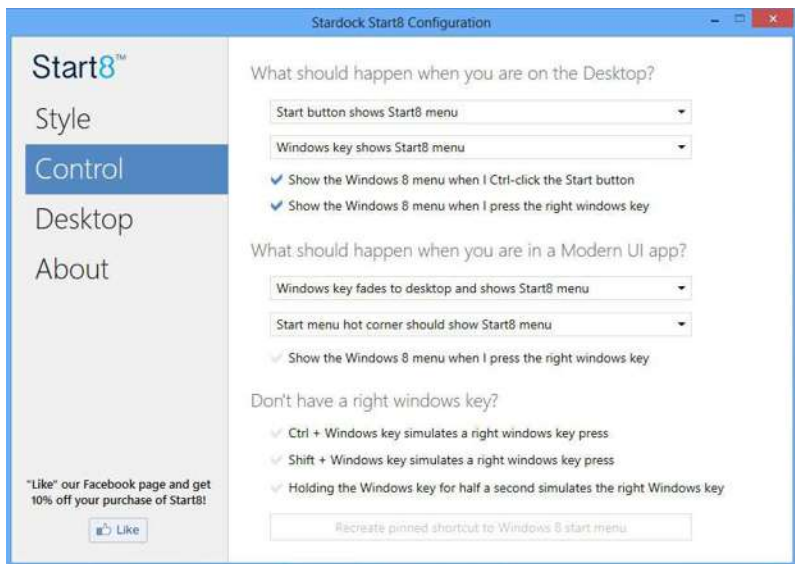 Stardock Start8 Configuration
Start8™
Style
Control
Desktop
About
"Like" our Facebook page and get
10% off your purchase of Start8!
Like
What should happen when you are on the Desktop?
Start button shows Start8 menu
Windows key shows Start8 menu
Show the Windows 8 menu when I Ctrl-click the Start button
Show the Windows 8 menu when I press the right windows key
What should happen when you are in a Modern UI app?
Windows key fades to desktop and shows Start8 menu
Start menu hot corner should show Start8 menu
Show the Windows 8 menu when I press the right windows key
Don't have a right windows key?
Ctrl + Windows key simulates a right windows key press
Shift + Windows key simulates a right windows key press
Holding the Windows key for half a second simulates the right Windows key
Recreate pinned shortcut to Windows 8 start menu